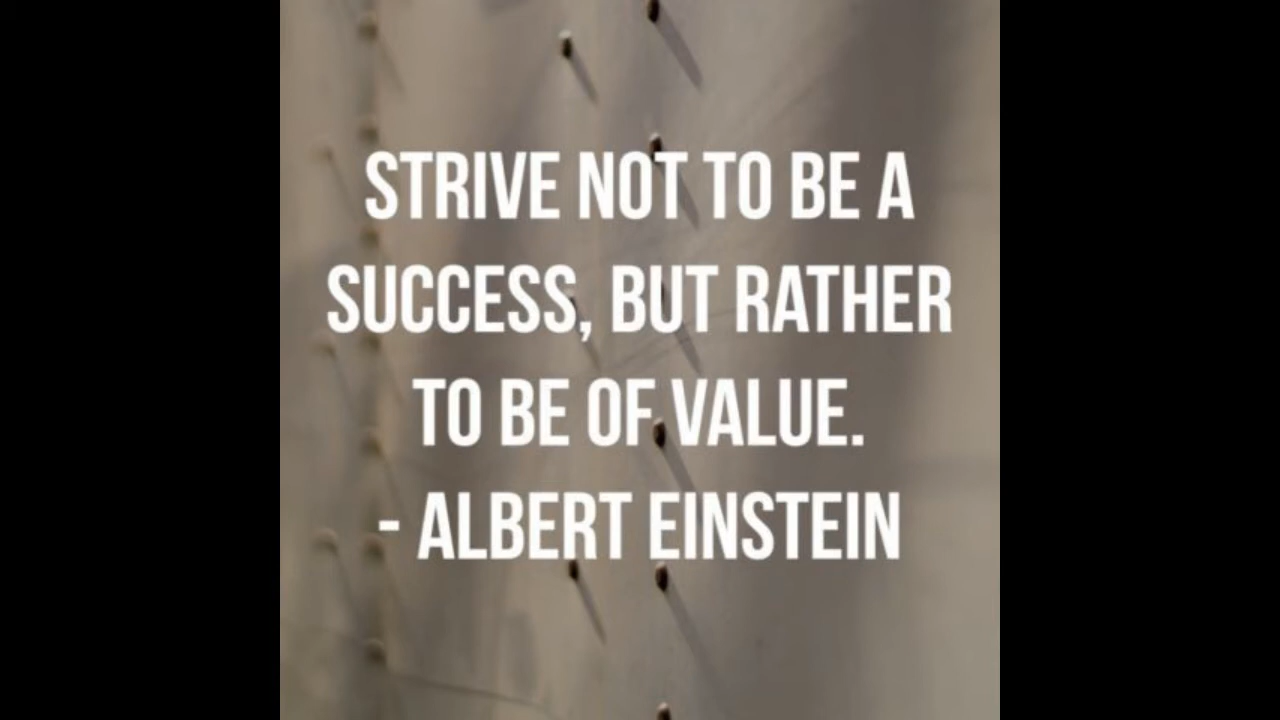 STRIVE NOT TO BE A
SUCCESS, BUT RATHER
TO BE OF VALUE.
- ALBERT EINSTEIN